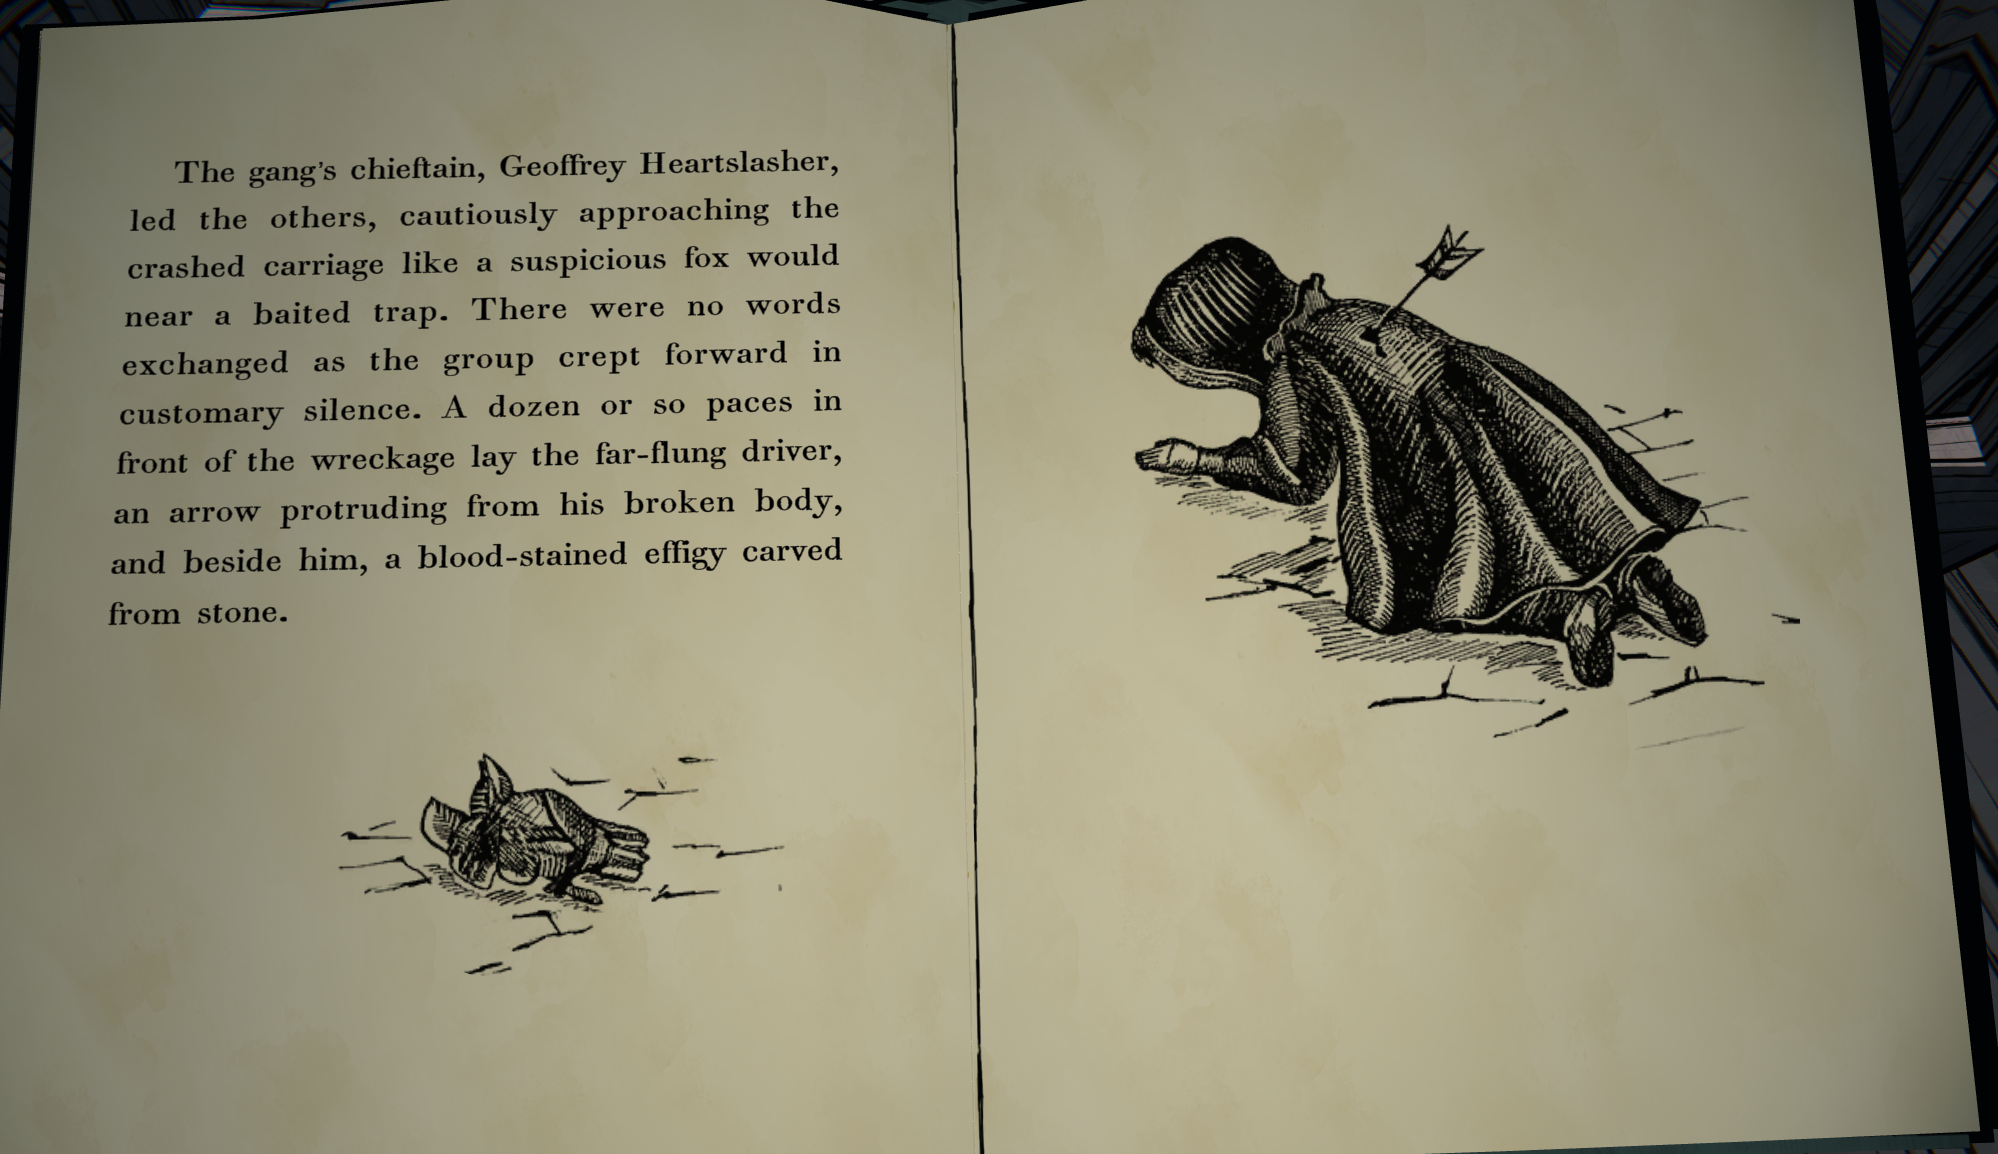 The gang's chieftain, Geoffrey Heartslasher,
led the others, cautiously approaching the
crashed carriage like a suspicious fox would
near a baited trap. There were no words
exchanged as the group crept forward in
customary silence. A dozen or so paces in
front of the wreckage lay the far-flung driver,
an arrow protruding from his broken body,
and beside him, a blood-stained effigy carved
from stone.